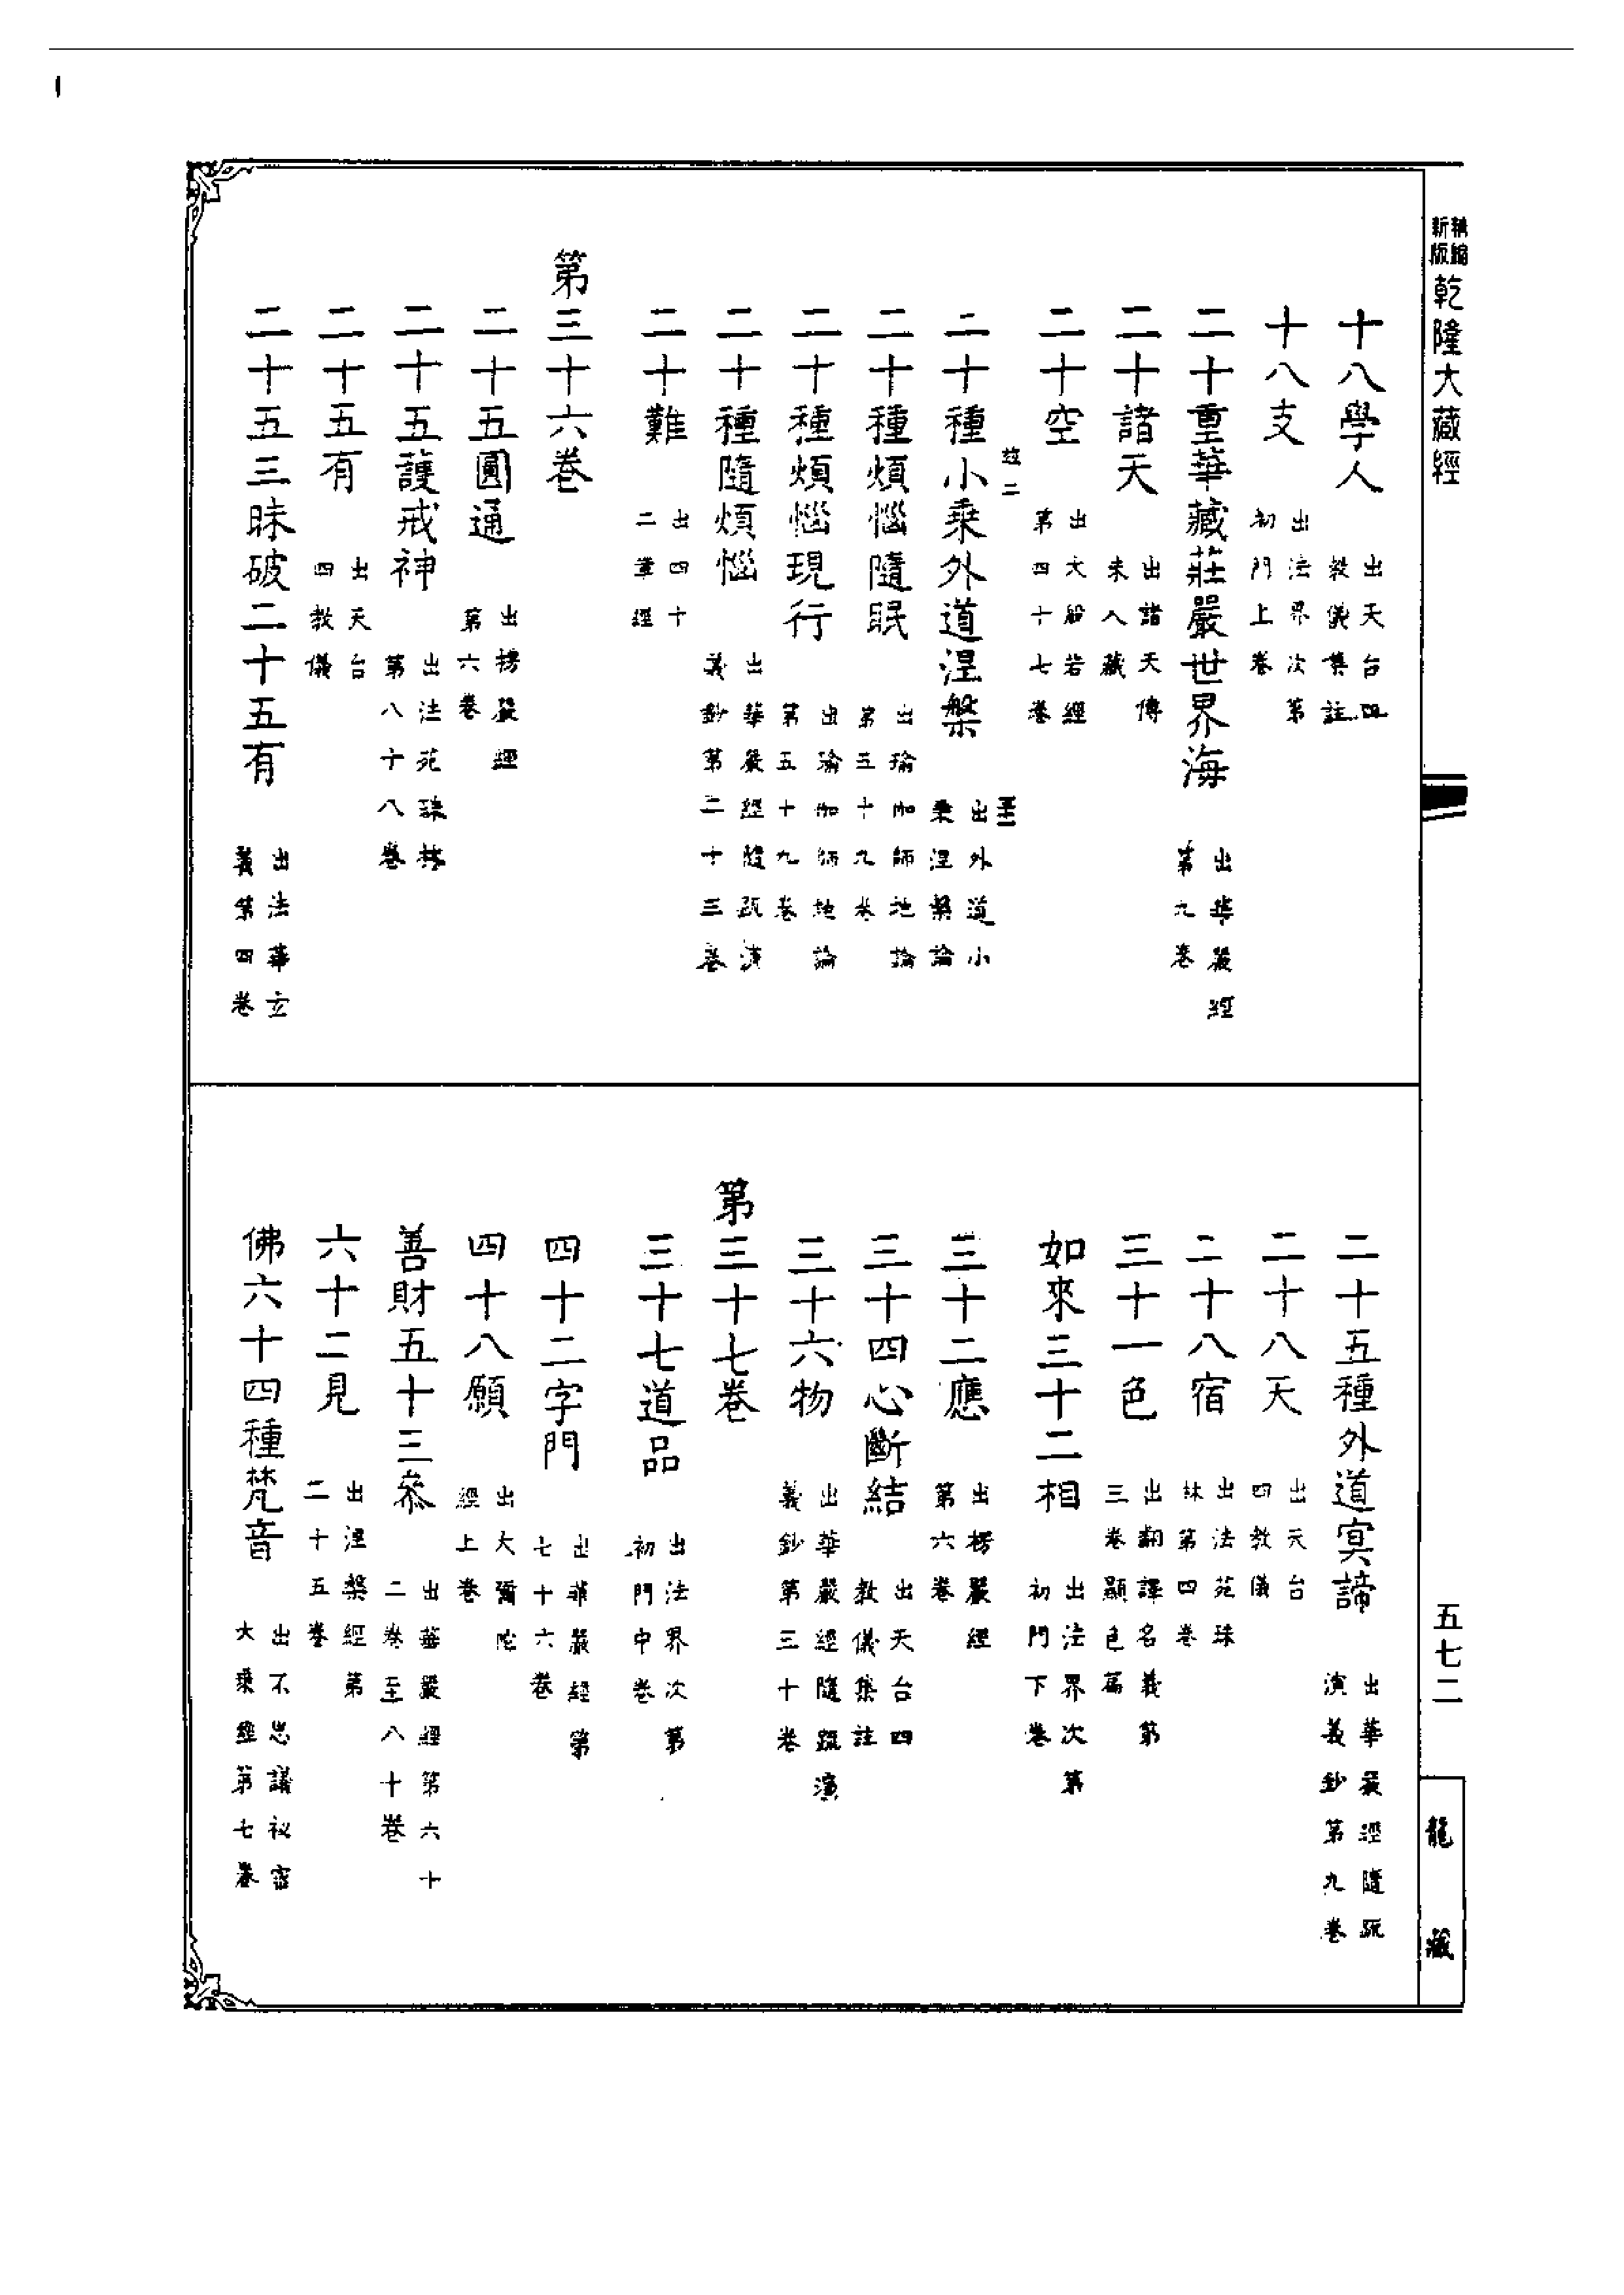 精縮新版 乾隆大藏經
十八學人 出天台四教儀集註
十八支 出法界次第初門上卷
二十重華藏莊嚴世界海 出華嚴經第九卷
二十諸天 出諸天傳未入藏
二十空 出大般若經第四十七卷
二十種小乘外道涅槃 出外道小乘涅槃論
二十種煩惱隨眠 出瑜伽師地論第五十九卷
二十種煩惱現行 出瑜伽師地論第五十九卷
二十種隨煩惱 出華嚴經隨疏演義鈔第二十三卷
二十難 出四十二章經
第三十六卷
二十五圓通 出楞嚴經第六卷
二十五護戒神 出法苑珠林第八十八卷
二十五有 出天台四教儀
二十五三昧破二十五有 出法華玄義第四卷
二十五種外道冥諦 出華嚴經隨疏演義鈔第九卷
二十八天 出天台四教儀
二十八宿 出法苑珠林第四卷
三十一色 出翻譯名義第三卷顯色篇
如來三十二相 出法界次第初門下卷
三十二應 出楞嚴經第六卷
三十四心斷結 出天台四教儀集註
三十六物 出華嚴經隨疏演義鈔第三十卷
第三十七卷
三十七道品 出法界次第初門中卷
四十二字門 出華嚴經第七十六卷
四十八願 出大彌陀經上卷
善財五十三參 出華嚴經第六十二卷至八十卷
六十二見 出涅槃經第二十五卷
佛六十四種梵音 出不思議祕密大乘經第七卷
五七二
龍藏